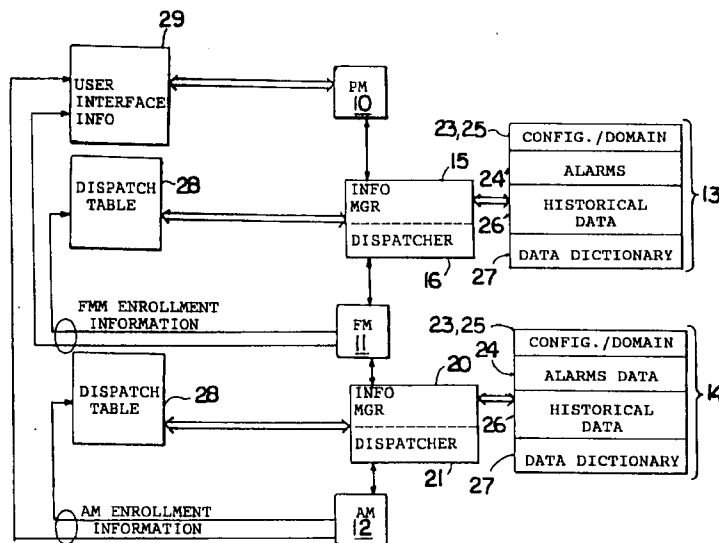 29
USER
INTERFACE
INFO
PM
10
DISPATCH
TABLE
28
15
INFO
MGR
DISPATCHER
16
23,25
CONFIG./DOMAIN
24
ALARMS
HISTORICAL
DATA
26
27
DATA DICTIONARY
13
FMM ENROLLMENT
INFORMATION
FM
11
DISPATCH
TABLE
28
20
INFO
MGR
DISPATCHER
21
23,25
CONFIG./DOMAIN
24
ALARMS DATA
HISTORICAL
DATA
26
27
DATA DICTIONARY
14
AM ENROLLMENT
INFORMATION
AM
12